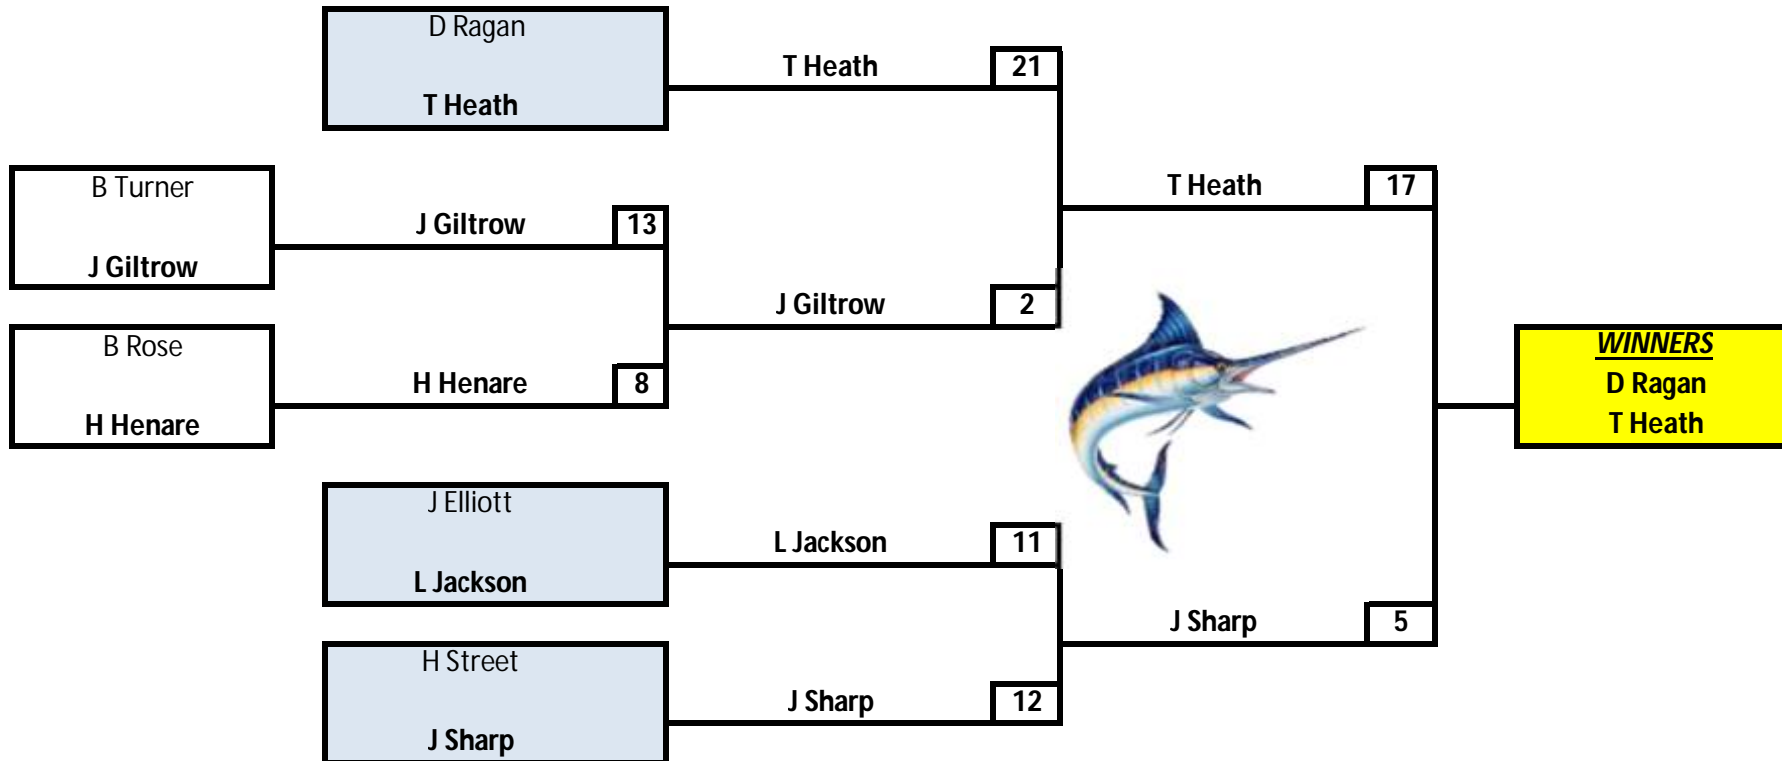 D Ragan
T Heath
T Heath 21
B Turner
J Giltrow
J Giltrow 13
T Heath 17
J Giltrow 2
B Rose
H Henare
H Henare 8
WINNERS
D Ragan
T Heath
J Elliott
L Jackson
L Jackson 11
J Sharp 5
H Street
J Sharp
J Sharp 12